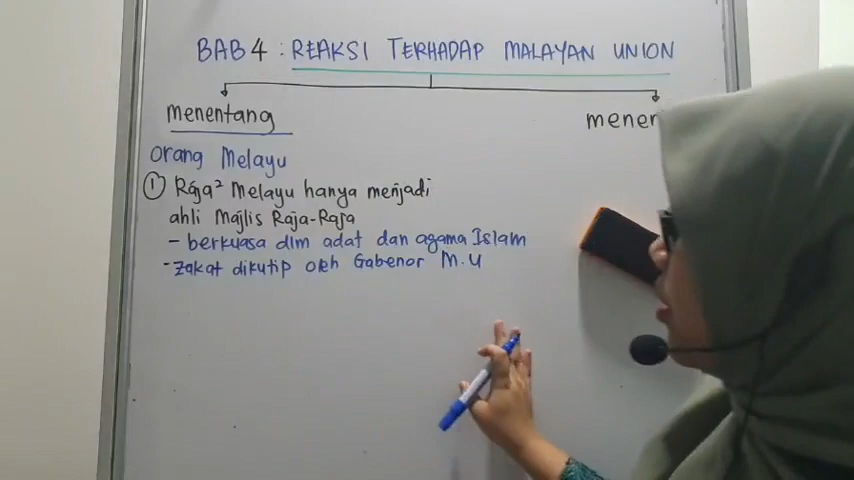 BAB 4 : REAKSI TERHADAP MALAYAN UNION
menentang
orang Melayu
① Raja² Melayu hanya menjadi
ahli Majlis Raja-Raja
- berkuasa dlm adat dan agama Islam
- zakat dikutip oleh Gabenor M.U